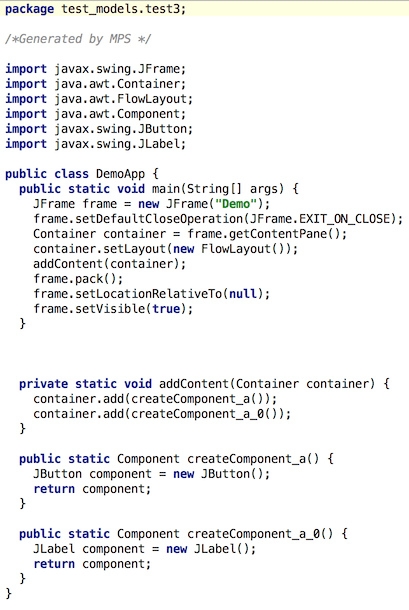 package test_models.test3;
/*Generated by MPS */
import javax.swing.JFrame;
import java.awt.Container;
import java.awt.FlowLayout;
import java.awt.Component;
import javax.swing.JButton;
import javax.swing.JLabel;
public class DemoApp {
  public static void main(String[] args) {
    JFrame frame = new JFrame("Demo");
    frame.setDefaultCloseOperation(JFrame.EXIT_ON_CLOSE);
    Container container = frame.getContentPane();
    container.setLayout(new FlowLayout());
    addContent(container);
    frame.pack();
    frame.setLocationRelativeTo(null);
    frame.setVisible(true);
  }
  private static void addContent(Container container) {
    container.add(createComponent_a());
    container.add(createComponent_a_0());
  }
  public static Component createComponent_a() {
    JButton component = new JButton();
    return component;
  }
  public static Component createComponent_a_0() {
    JLabel component = new JLabel();
    return component;
  }
}